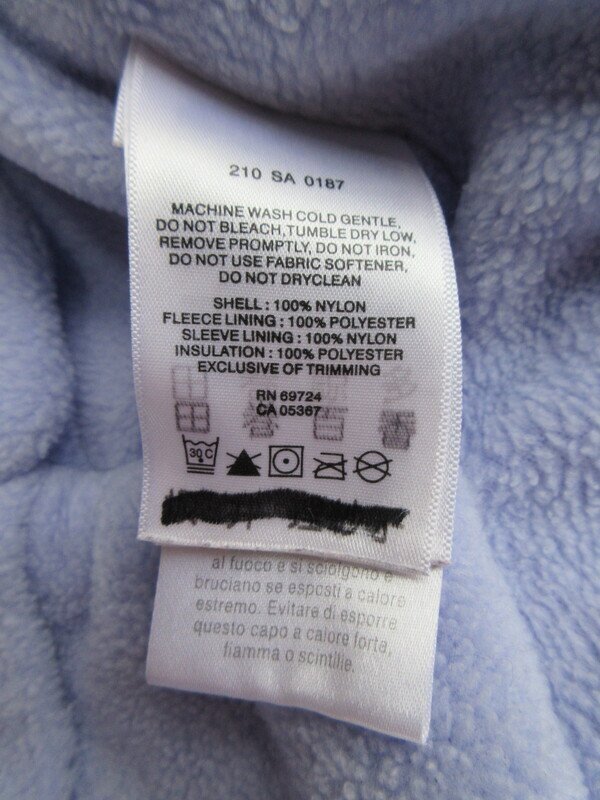 210 SA 0187
MACHINE WASH COLD GENTLE,
DO NOT BLEACH,TUMBLE DRY LOW,
REMOVE PROMPTLY, DO NOT IRON,
DO NOT USE FABRIC SOFTENER,
DO NOT DRYCLEAN
SHELL : 100% NYLON
FLEECE LINING : 100% POLYESTER
SLEEVE LINING : 100% NYLON
INSULATION : 100% POLYESTER
EXCLUSIVE OF TRIMMING
RN 69724
CA 05367
30 C
al fuoco e si sciolgono e
bruciano se esposti a calore
estremo. Evitare di esporre
questo capo a calore forte,
fiamma o scintille.